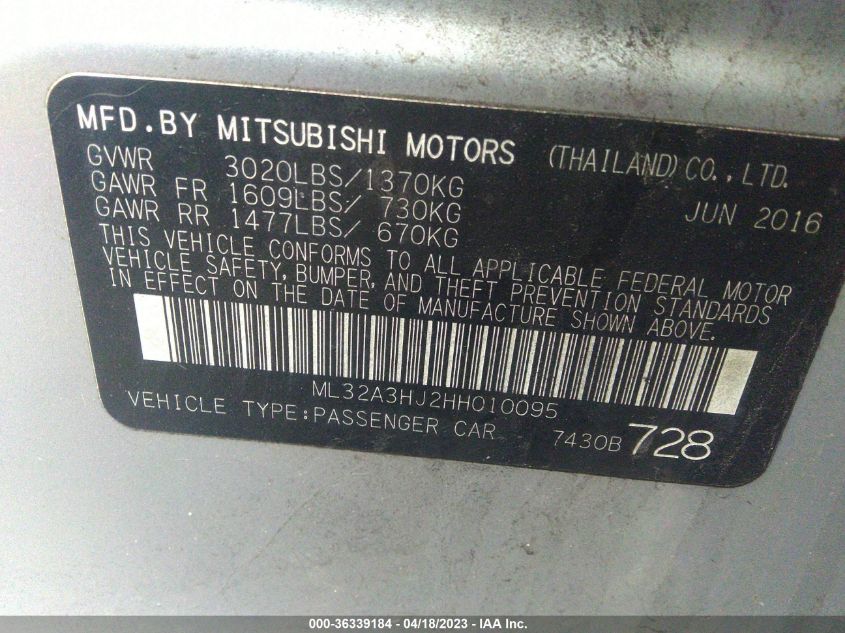 MFD.BY MITSUBISHI MOTORS (THAILAND)CO.,LTD.
GVWR 3020LBS/1370KG
GAWR FR 1609LBS/ 730KG JUN 2016
GAWR RR 1477LBS/ 670KG
THIS VEHICLE CONFORMS TO ALL APPLICABLE FEDERAL MOTOR
VEHICLE SAFETY, BUMPER, AND THEFT PREVENTION STANDARDS
IN EFFECT ON THE DATE OF MANUFACTURE SHOWN ABOVE.
ML32A3HJ2HH010095
VEHICLE TYPE:PASSENGER CAR 7430B 728
000-36339184 - 04/18/2023 - IAA Inc.